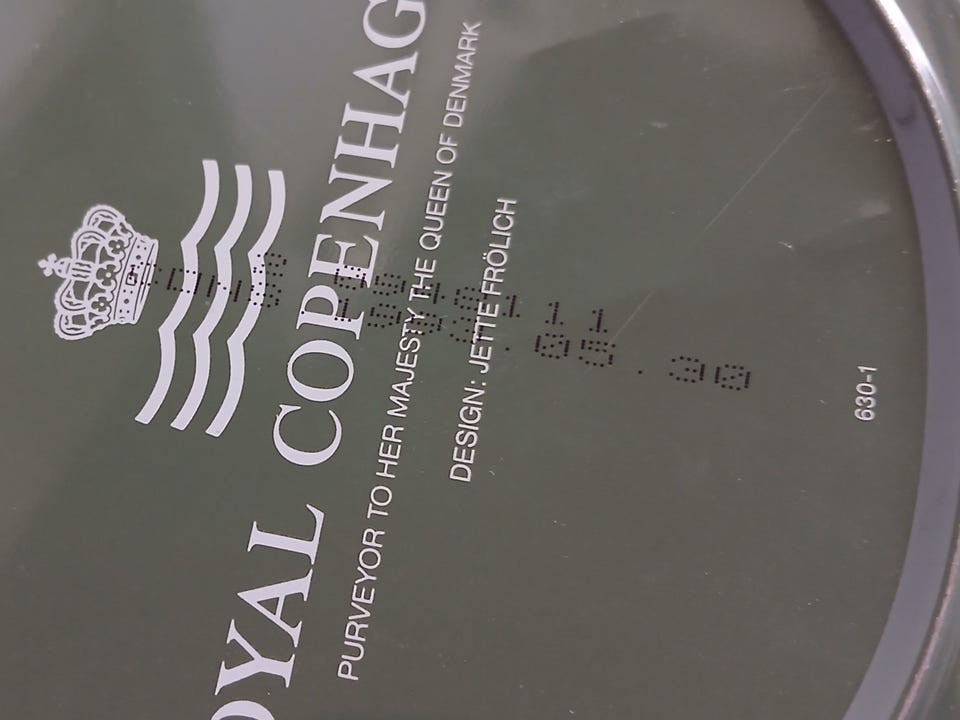 OYAL COPENHAG
PURVEYOR TO HER MAJESTY THE QUEEN OF DENMARK
DESIGN: JETTE FRÖLICH
630-1